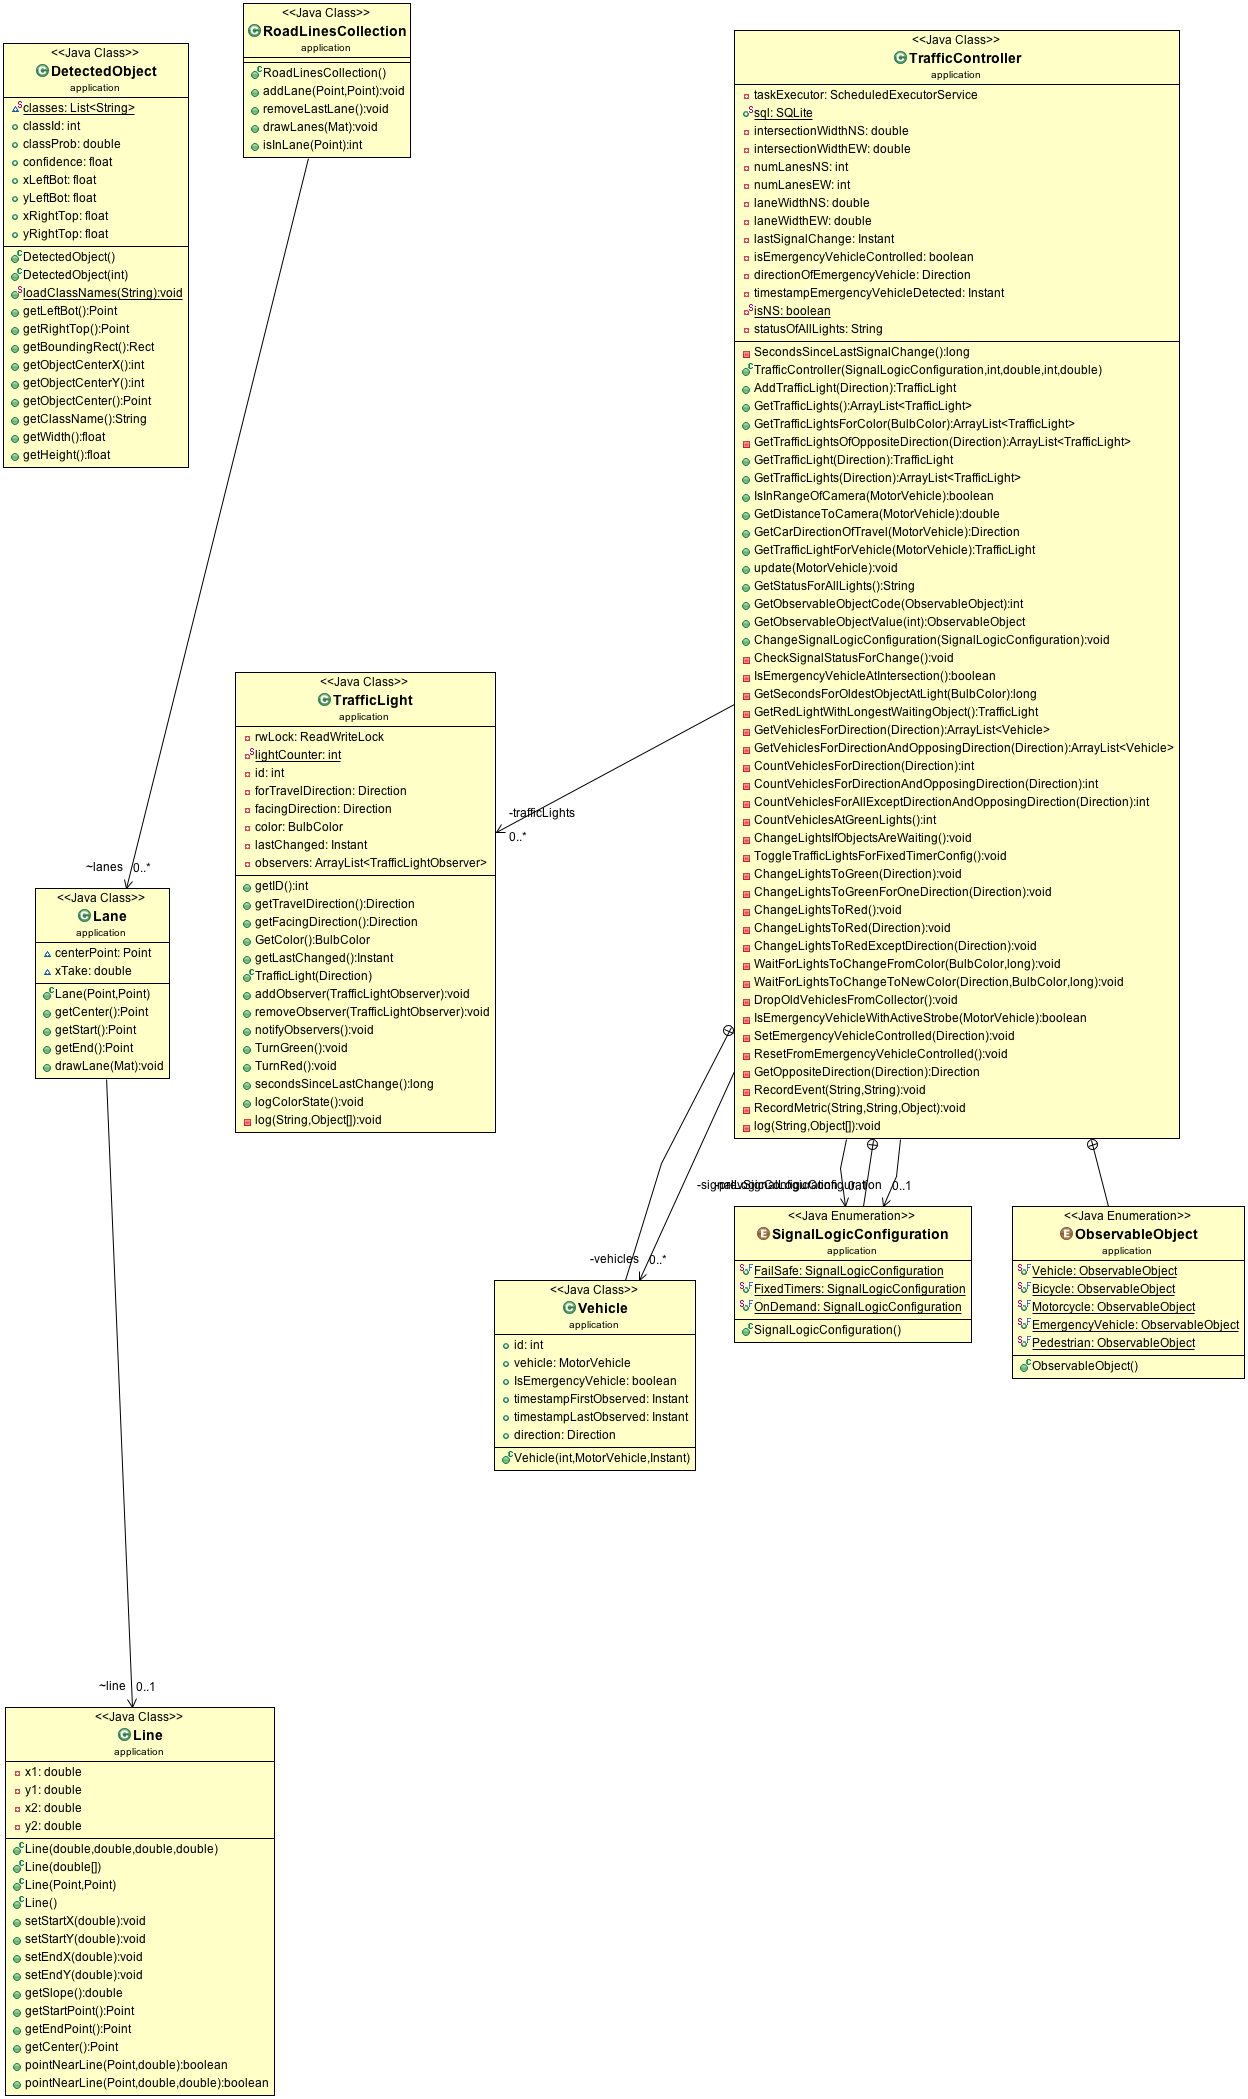 <<Java Class>>
DetectedObject
application
classes: List<String>
classId: int
classProb: double
confidence: float
xLeftBot: float
yLeftBot: float
xRightTop: float
yRightTop: float
DetectedObject()
DetectedObject(int)
loadClassNames(String):void
getLeftBot():Point
getRightTop():Point
getBoundingRect():Rect
getObjectCenterX():int
getObjectCenterY():int
getObjectCenter():Point
getClassName():String
getWidth():float
getHeight():float
<<Java Class>>
RoadLinesCollection
application
RoadLinesCollection()
addLane(Point,Point):void
removeLastLane():void
drawLanes(Mat):void
isInLane(Point):int
<<Java Class>>
TrafficController
application
taskExecutor: ScheduledExecutorService
sql: SQLite
intersectionWidthNS: double
intersectionWidthEW: double
numLanesNS: int
numLanesEW: int
laneWidthNS: double
laneWidthEW: double
lastSignalChange: Instant
isEmergencyVehicleControlled: boolean
directionOfEmergencyVehicle: Direction
timestampEmergencyVehicleDetected: Instant
isNS: boolean
statusOfAllLights: String
SecondsSinceLastSignalChange():long
TrafficController(SignalLogicConfiguration,int,double,int,double)
AddTrafficLight(Direction):TrafficLight
GetTrafficLights():ArrayList<TrafficLight>
GetTrafficLightsForColor(BulbColor):ArrayList<TrafficLight>
GetTrafficLightsOfOppositeDirection(Direction):ArrayList<TrafficLight>
GetTrafficLight(Direction):TrafficLight
GetTrafficLights(Direction):ArrayList<TrafficLight>
IsInRangeOfCamera(MotorVehicle):boolean
GetDistanceToCamera(MotorVehicle):double
GetCarDirectionOfTravel(MotorVehicle):Direction
GetTrafficLightForVehicle(MotorVehicle):TrafficLight
update(MotorVehicle):void
GetStatusForAllLights():String
GetObservableObjectCode(ObservableObject):int
GetObservableObjectValue(int):ObservableObject
ChangeSignalLogicConfiguration(SignalLogicConfiguration):void
CheckSignalStatusForChange():void
IsEmergencyVehicleAtIntersection():boolean
GetSecondsForOldestObjectAtLight(BulbColor):long
GetRedLightWithLongestWaitingObject():TrafficLight
GetVehiclesForDirection(Direction):ArrayList<Vehicle>
GetVehiclesForDirectionAndOpposingDirection(Direction):ArrayList<Vehicle>
CountVehiclesForDirection(Direction):int
CountVehiclesForDirectionAndOpposingDirection(Direction):int
CountVehiclesForAllExceptDirectionAndOpposingDirection(Direction):int
CountVehiclesAtGreenLights():int
ChangeLightsIfObjectsAreWaiting():void
ToggleTrafficLightsForFixedTimerConfig():void
ChangeLightsToGreen(Direction):void
ChangeLightsToGreenForOneDirection(Direction):void
ChangeLightsToRed():void
ChangeLightsToRed(Direction):void
ChangeLightsToRedExceptDirection(Direction):void
WaitForLightsToChangeFromColor(BulbColor,long):void
WaitForLightsToChangeToNewColor(Direction,BulbColor,long):void
DropOldVehiclesFromCollector():void
IsEmergencyVehicleWithActiveStrobe(MotorVehicle):boolean
SetEmergencyVehicleControlled(Direction):void
ResetFromEmergencyVehicleControlled():void
GetOppositeDirection(Direction):Direction
RecordEvent(String,String):void
RecordMetric(String,String,Object):void
log(String,Object[]):void
<<Java Class>>
TrafficLight
application
rwLock: ReadWriteLock
lightCounter: int
id: int
forTravelDirection: Direction
facingDirection: Direction
color: BulbColor
lastChanged: Instant
observers: ArrayList<TrafficLightObserver>
getID():int
getTravelDirection():Direction
getFacingDirection():Direction
GetColor():BulbColor
getLastChanged():Instant
TrafficLight(Direction)
addObserver(TrafficLightObserver):void
removeObserver(TrafficLightObserver):void
notifyObservers():void
TurnGreen():void
TurnRed():void
secondsSinceLastChange():long
logColorState():void
log(String,Object[]):void
-trafficLights
0..*
~lanes 0..*
<<Java Class>>
Lane
application
centerPoint: Point
xTake: double
Lane(Point,Point)
getCenter():Point
getStart():Point
getEnd():Point
drawLane(Mat):void
0..1
-vehicles 0..*
<<Java Class>>
Vehicle
application
id: int
vehicle: MotorVehicle
IsEmergencyVehicle: boolean
timestampFirstObserved: Instant
timestampLastObserved: Instant
direction: Direction
Vehicle(int,MotorVehicle,Instant)
<<Java Enumeration>>
SignalLogicConfiguration
application
FailSafe: SignalLogicConfiguration
FixedTimers: SignalLogicConfiguration
OnDemand: SignalLogicConfiguration
SignalLogicConfiguration()
<<Java Enumeration>>
ObservableObject
application
Vehicle: ObservableObject
Bicycle: ObservableObject
Motorcycle: ObservableObject
EmergencyVehicle: ObservableObject
Pedestrian: ObservableObject
ObservableObject()
~line 0..1
<<Java Class>>
Line
application
x1: double
y1: double
x2: double
y2: double
Line(double,double,double,double)
Line(double[])
Line(Point,Point)
Line()
setStartX(double):void
setStartY(double):void
setEndX(double):void
setEndY(double):void
getSlope():double
getStartPoint():Point
getEndPoint():Point
getCenter():Point
pointNearLine(Point,double):boolean
pointNearLine(Point,double,double):boolean